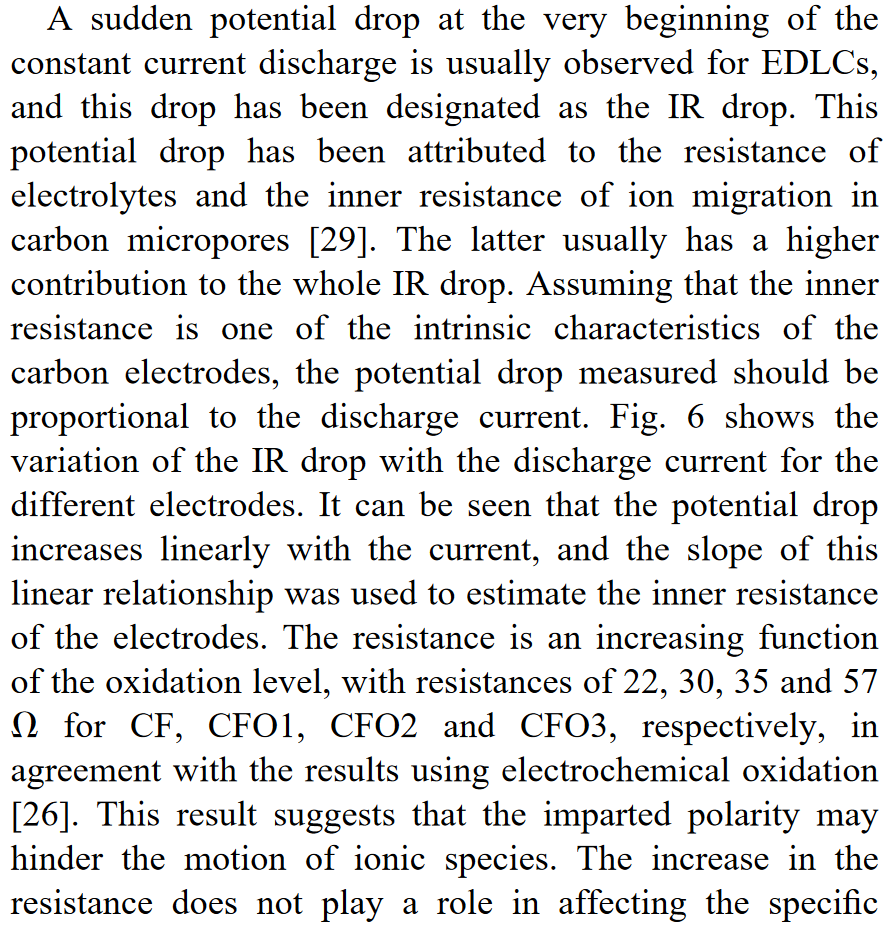 A sudden potential drop at the very beginning of the
constant current discharge is usually observed for EDLCs,
and this drop has been designated as the IR drop. This
potential drop has been attributed to the resistance of
electrolytes and the inner resistance of ion migration in
carbon micropores [29]. The latter usually has a higher
contribution to the whole IR drop. Assuming that the inner
resistance is one of the intrinsic characteristics of the
carbon electrodes, the potential drop measured should be
proportional to the discharge current. Fig. 6 shows the
variation of the IR drop with the discharge current for the
different electrodes. It can be seen that the potential drop
increases linearly with the current, and the slope of this
linear relationship was used to estimate the inner resistance
of the electrodes. The resistance is an increasing function
of the oxidation level, with resistances of 22, 30, 35 and 57
Ω for CF, CFO1, CFO2 and CFO3, respectively, in
agreement with the results using electrochemical oxidation
[26]. This result suggests that the imparted polarity may
hinder the motion of ionic species. The increase in the
resistance does not play a role in affecting the specific